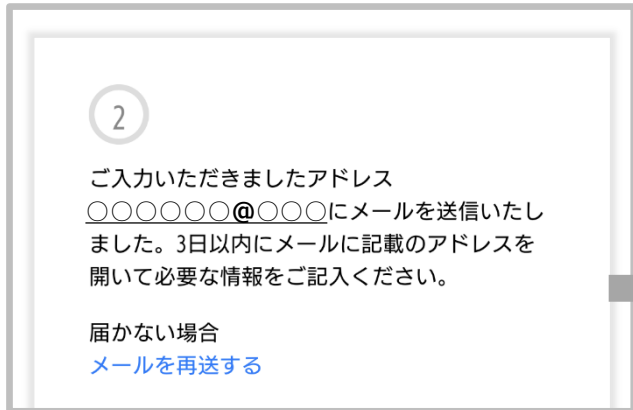 2
ご入力いただきましたアドレス
○○○○○○@○○○にメールを送信いたし
ました。3日以内にメールに記載のアドレスを
開いて必要な情報をご記入ください。
届かない場合
メールを再送する